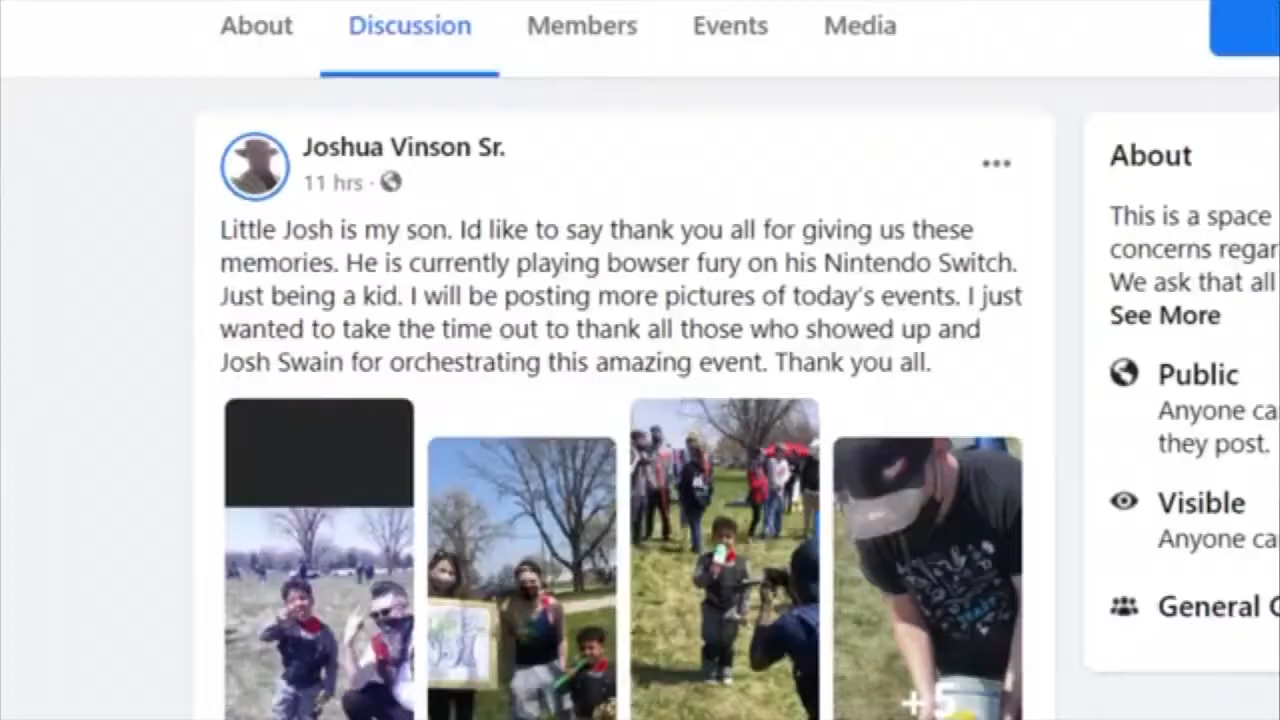 About
Discussion
Members
Events
Media
Joshua Vinson Sr.
11 hrs ·
Little Josh is my son. Id like to say thank you all for giving us these
memories. He is currently playing bowser fury on his Nintendo Switch.
Just being a kid. I will be posting more pictures of today's events. I just
wanted to take the time out to thank all those who showed up and
Josh Swain for orchestrating this amazing event. Thank you all.
+5
About
This is a space
concerns regar
We ask that all
See More
Public
Anyone ca
they post.
Visible
Anyone ca
General